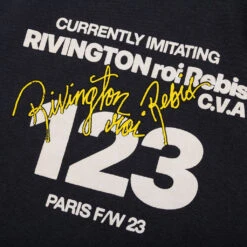 CURRENTLY IMITATING
RIVINGTON roi Rebis
C.V.A
Rivington roi Rebis
123
PARIS F/W 23